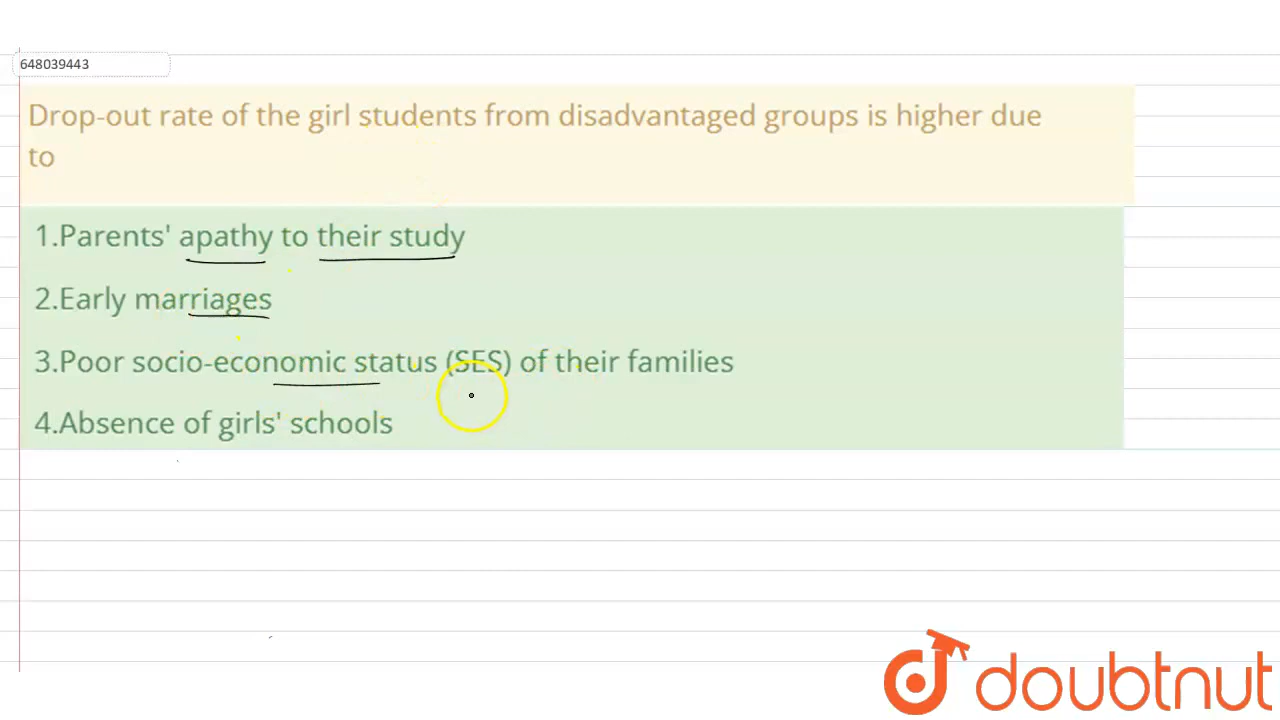 648039443
Drop-out rate of the girl students from disadvantaged groups is higher due
to
1.Parents' apathy to their study
2.Early marriages
3.Poor socio-economic status (SES) of their families
4.Absence of girls' schools
doubtnut